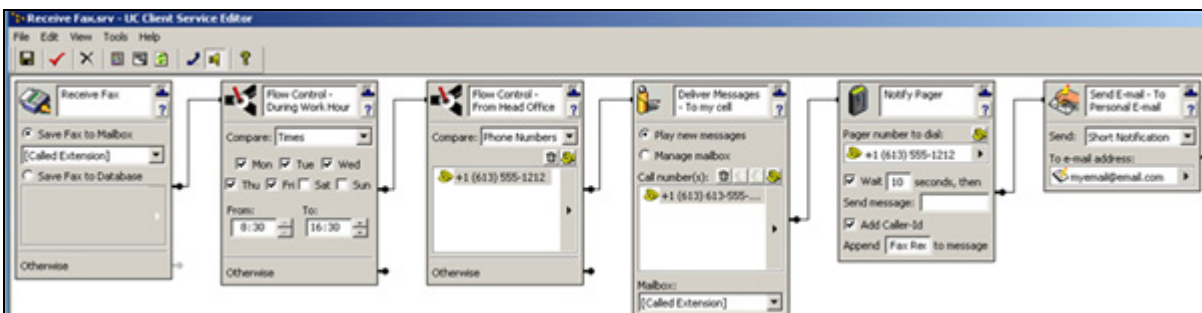 Receive Fax.srv - UC Client Service Editor
File Edit View Tools Help
Receive Fax
Save Fax to Mailbox
[Called Extension]
Save Fax to Database
Otherwise
Flow Control -
During Work Hour
Compare: Times
Mon Tue Wed
Thu Fri Sat Sun
From: To:
8:30 16:30
Otherwise
Flow Control -
From Head Office
Compare: Phone Numbers
+1 (613) 555-1212
Otherwise
Deliver Messages
- To my cell
Play new messages
Manage mailbox
Call number(s):
+1 (613) 613-555-....
Mailbox:
[Called Extension]
Notify Pager
Pager number to dial:
+1 (613) 555-1212
Wait 10 seconds, then
Send message:
Add Caller-Id
Append Fax Rec to message
Send E-mail - To
Personal E-mail
Send: Short Notification
To e-mail address:
myemail@email.com